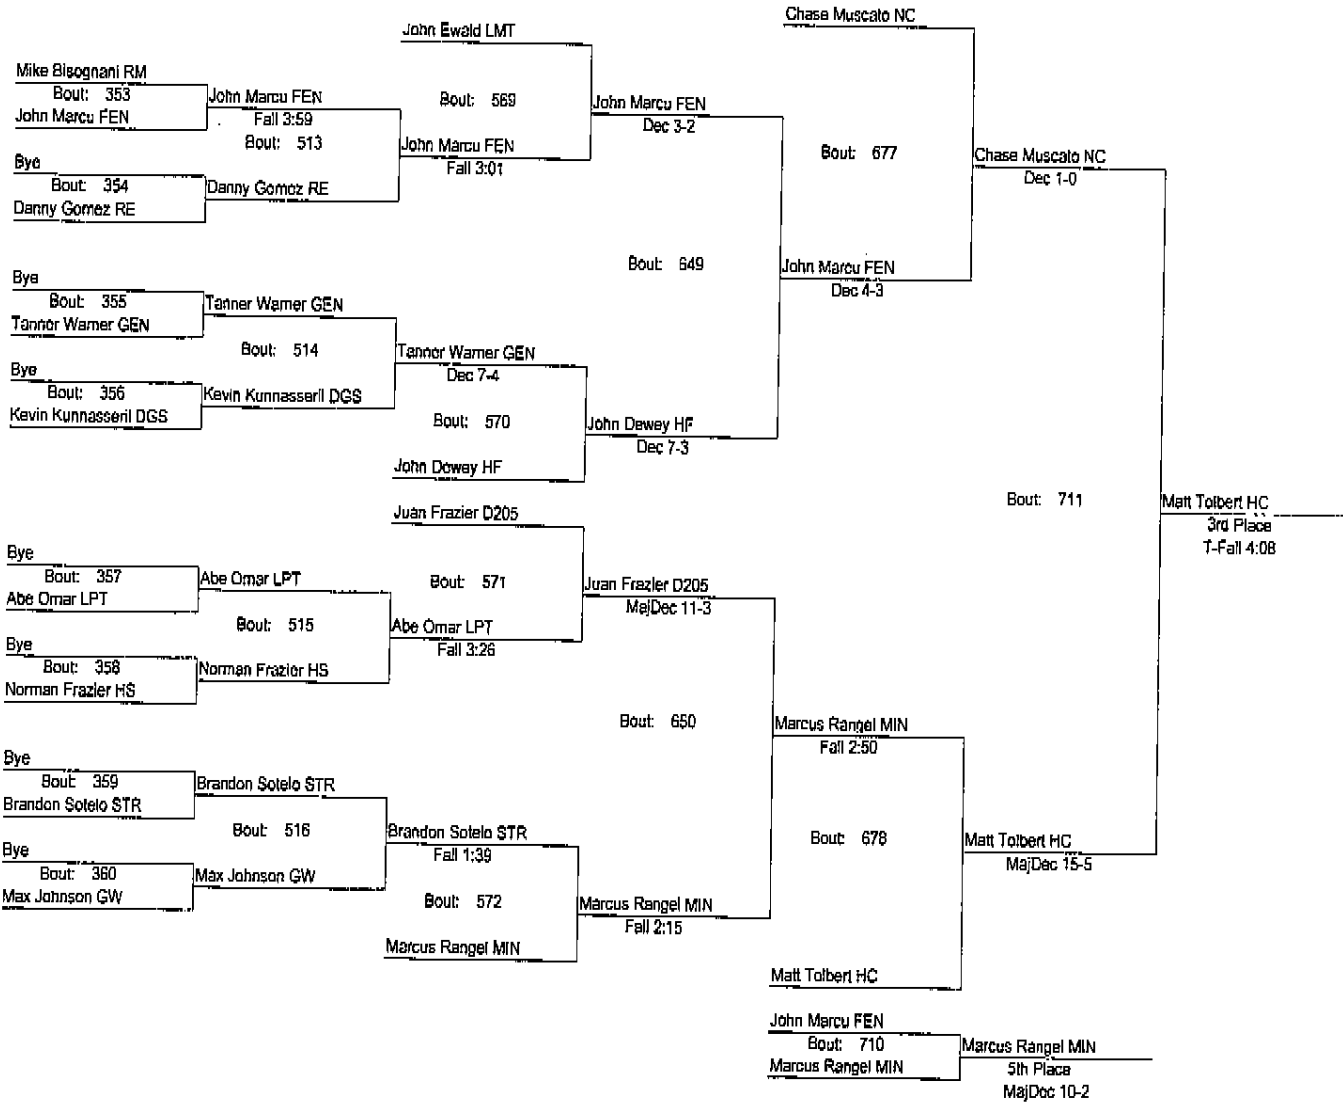 Chase Muscato NC
John Ewald LMT
Mike Bisognani RM
Bout: 353
John Marcu FEN
John Marcu FEN
Fall 3:59
Bout: 513
Bout: 569
John Marcu FEN
Dec 3-2
John Marcu FEN
Fall 3:01
Bye
Bout: 354
Danny Gomez RE
Danny Gomez RE
Bout: 677
Chase Muscato NC
Dec 1-0
Bout: 649
John Marcu FEN
Dec 4-3
Bye
Bout: 355
Tanner Warner GEN
Tanner Warner GEN
Bout: 514
Tanner Warner GEN
Dec 7-4
Bye
Bout: 356
Kevin Kunnasseril DGS
Kevin Kunnasseril DGS
Bout: 570
John Dewey HF
Dec 7-3
John Dewey HF
Bout: 711
Matt Tolbert HC
3rd Place
T-Fall 4:08
Juan Frazier D205
Bye
Bout: 357
Abe Omar LPT
Abe Omar LPT
Bout: 571
Juan Frazier D205
MajDec 11-3
Bout: 515
Abe Omar LPT
Fall 3:26
Bye
Bout: 358
Norman Frazier HS
Norman Frazier HS
Bout: 650
Marcus Rangel MIN
Fall 2:50
Bye
Bout: 359
Brandon Sotelo STR
Brandon Sotelo STR
Bout: 516
Brandon Sotelo STR
Fall 1:39
Bout: 678
Matt Tolbert HC
MajDec 15-5
Bye
Bout: 360
Max Johnson GW
Max Johnson GW
Bout: 572
Marcus Rangel MIN
Fall 2:15
Marcus Rangel MIN
Matt Tolbert HC
John Marcu FEN
Bout: 710
Marcus Rangel MIN
Marcus Rangel MIN
5th Place
MajDec 10-2